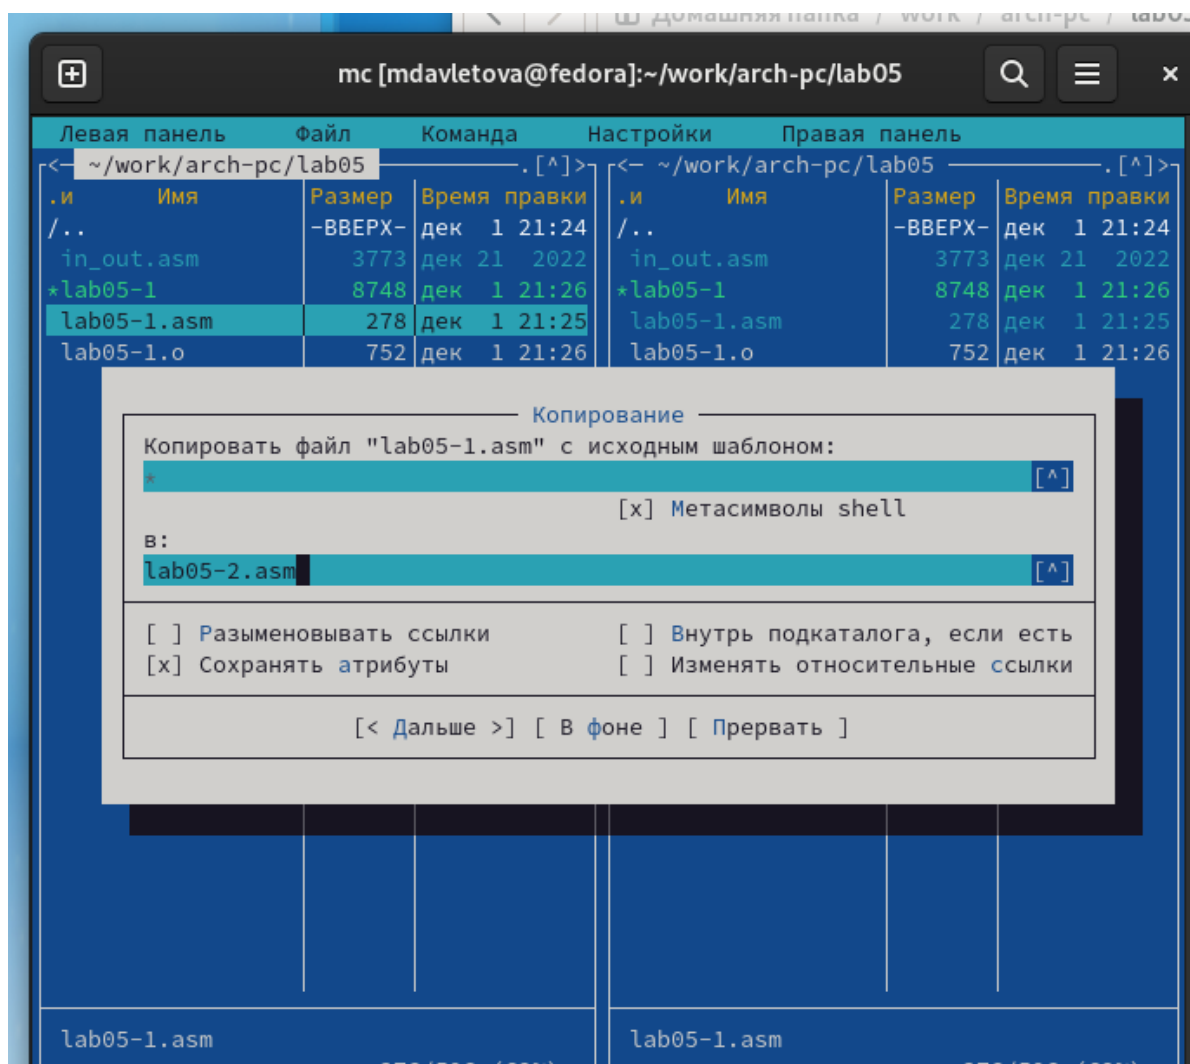 Домашняя папка / work / arch-pc / lab05
mc [mdavletova@fedora]:~/work/arch-pc/lab05
Левая панель Файл Команда Настройки Правая панель
<— ~/work/arch-pc/lab05 .[^]> <— ~/work/arch-pc/lab05 .[^]>
.и Имя Размер Время правки .и Имя Размер Время правки
/.. -ВВЕРХ- дек 1 21:24 /.. -ВВЕРХ- дек 1 21:24
in_out.asm 3773 дек 21 2022 in_out.asm 3773 дек 21 2022
*lab05-1 8748 дек 1 21:26 *lab05-1 8748 дек 1 21:26
lab05-1.asm 278 дек 1 21:25 lab05-1.asm 278 дек 1 21:25
lab05-1.o 752 дек 1 21:26 lab05-1.o 752 дек 1 21:26
Копирование
Копировать файл "lab05-1.asm" с исходным шаблоном:
* [^]
[x] Метасимволы shell
в:
lab05-2.asm [^]
[ ] Разыменовывать ссылки [ ] Внутрь подкаталога, если есть
[x] Сохранять атрибуты [ ] Изменять относительные ссылки
[< Дальше >] [ В фоне ] [ Прервать ]
lab05-1.asm lab05-1.asm